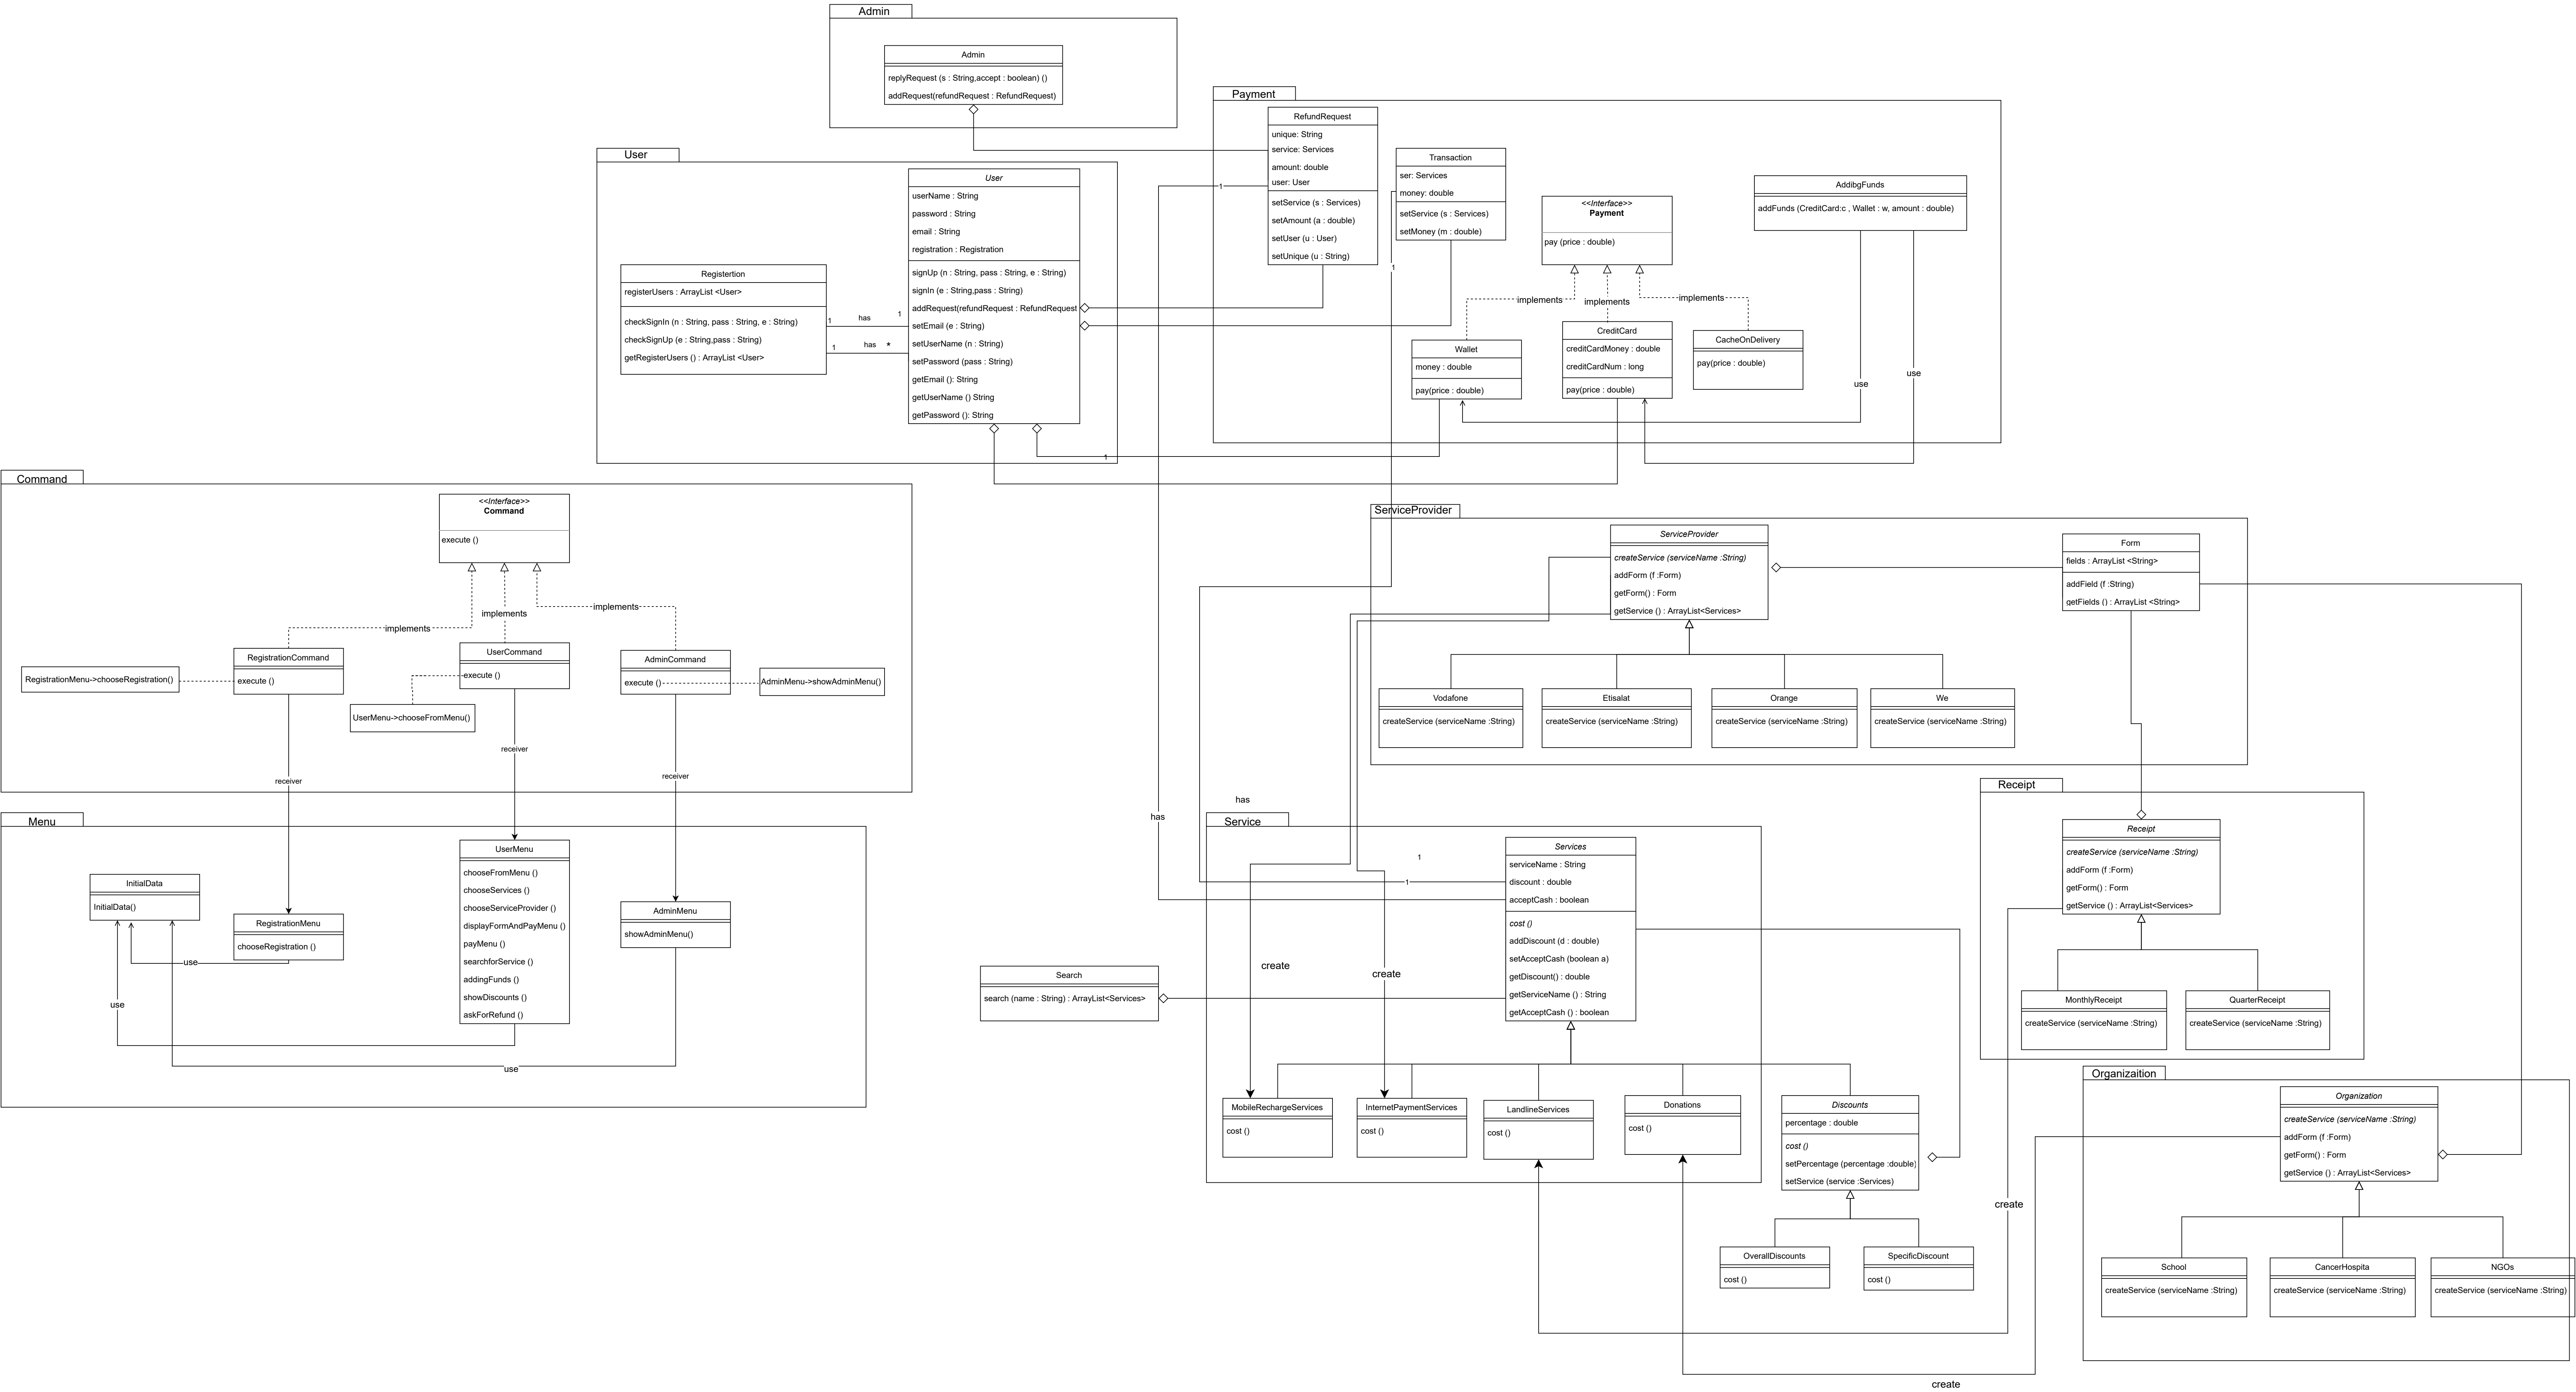 Admin
Admin
replyRequest (s : String,accept : boolean) ()
addRequest(refundRequest : RefundRequest)
Payment
RefundRequest
unique: String
service: Services
amount: double
user: User
setService (s : Services)
setAmount (a : double)
setUser (u : User)
setUnique (u : String)
Transaction
ser: Services
money: double
setService (s : Services)
setMoney (m : double)
<<Interface>>
Payment
pay (price : double)
AddibgFunds
addFunds (CreditCard:c , Wallet : w, amount : double)
implements
implements
implements
Wallet
money : double
pay(price : double)
CreditCard
creditCardMoney : double
creditCardNum : long
pay(price : double)
CacheOnDelivery
pay(price : double)
use
use
1
1
User
User
userName : String
password : String
email : String
registration : Registration
signUp (n : String, pass : String, e : String)
signIn (e : String,pass : String)
addRequest(refundRequest : RefundRequest
setEmail (e : String)
setUserName (n : String)
setPassword (pass : String)
getEmail (): String
getUserName () String
getPassword (): String
Registertion
registerUsers : ArrayList <User>
checkSignIn (n : String, pass : String, e : String)
checkSignUp (e : String,pass : String)
getRegisterUsers () : ArrayList <User>
1
has
1
1
has
*
1
Command
<<Interface>>
Command
execute ()
implements
implements
implements
RegistrationCommand
execute ()
UserCommand
execute ()
AdminCommand
execute ()
RegistrationMenu->chooseRegistration()
UserMenu->chooseFromMenu()
AdminMenu->showAdminMenu()
receiver
receiver
receiver
Menu
InitialData
InitialData()
RegistrationMenu
chooseRegistration ()
UserMenu
chooseFromMenu ()
chooseServices ()
chooseServiceProvider ()
displayFormAndPayMenu ()
payMenu ()
searchforService ()
addingFunds ()
showDiscounts ()
askForRefund ()
AdminMenu
showAdminMenu()
use
use
use
ServiceProvider
ServiceProvider
createService (serviceName :String)
addForm (f :Form)
getForm() : Form
getService () : ArrayList<Services>
Form
fields : ArrayList <String>
addField (f :String)
getFields () : ArrayList <String>
Vodafone
createService (serviceName :String)
Etisalat
createService (serviceName :String)
Orange
createService (serviceName :String)
We
createService (serviceName :String)
has
has
Service
1
1
Services
serviceName : String
discount : double
acceptCash : boolean
cost ()
addDiscount (d : double)
setAcceptCash (boolean a)
getDiscount() : double
getServiceName () : String
getAcceptCash () : boolean
create
create
Search
search (name : String) : ArrayList<Services>
MobileRechargeServices
cost ()
InternetPaymentServices
cost ()
LandlineServices
cost ()
Donations
cost ()
Discounts
percentage : double
cost ()
setPercentage (percentage :double)
setService (service :Services)
OverallDiscounts
cost ()
SpecificDiscount
cost ()
Receipt
Receipt
createService (serviceName :String)
addForm (f :Form)
getForm() : Form
getService () : ArrayList<Services>
MonthlyReceipt
createService (serviceName :String)
QuarterReceipt
createService (serviceName :String)
create
Organizaition
Organization
createService (serviceName :String)
addForm (f :Form)
getForm() : Form
getService () : ArrayList<Services>
School
createService (serviceName :String)
CancerHospita
createService (serviceName :String)
NGOs
createService (serviceName :String)
create